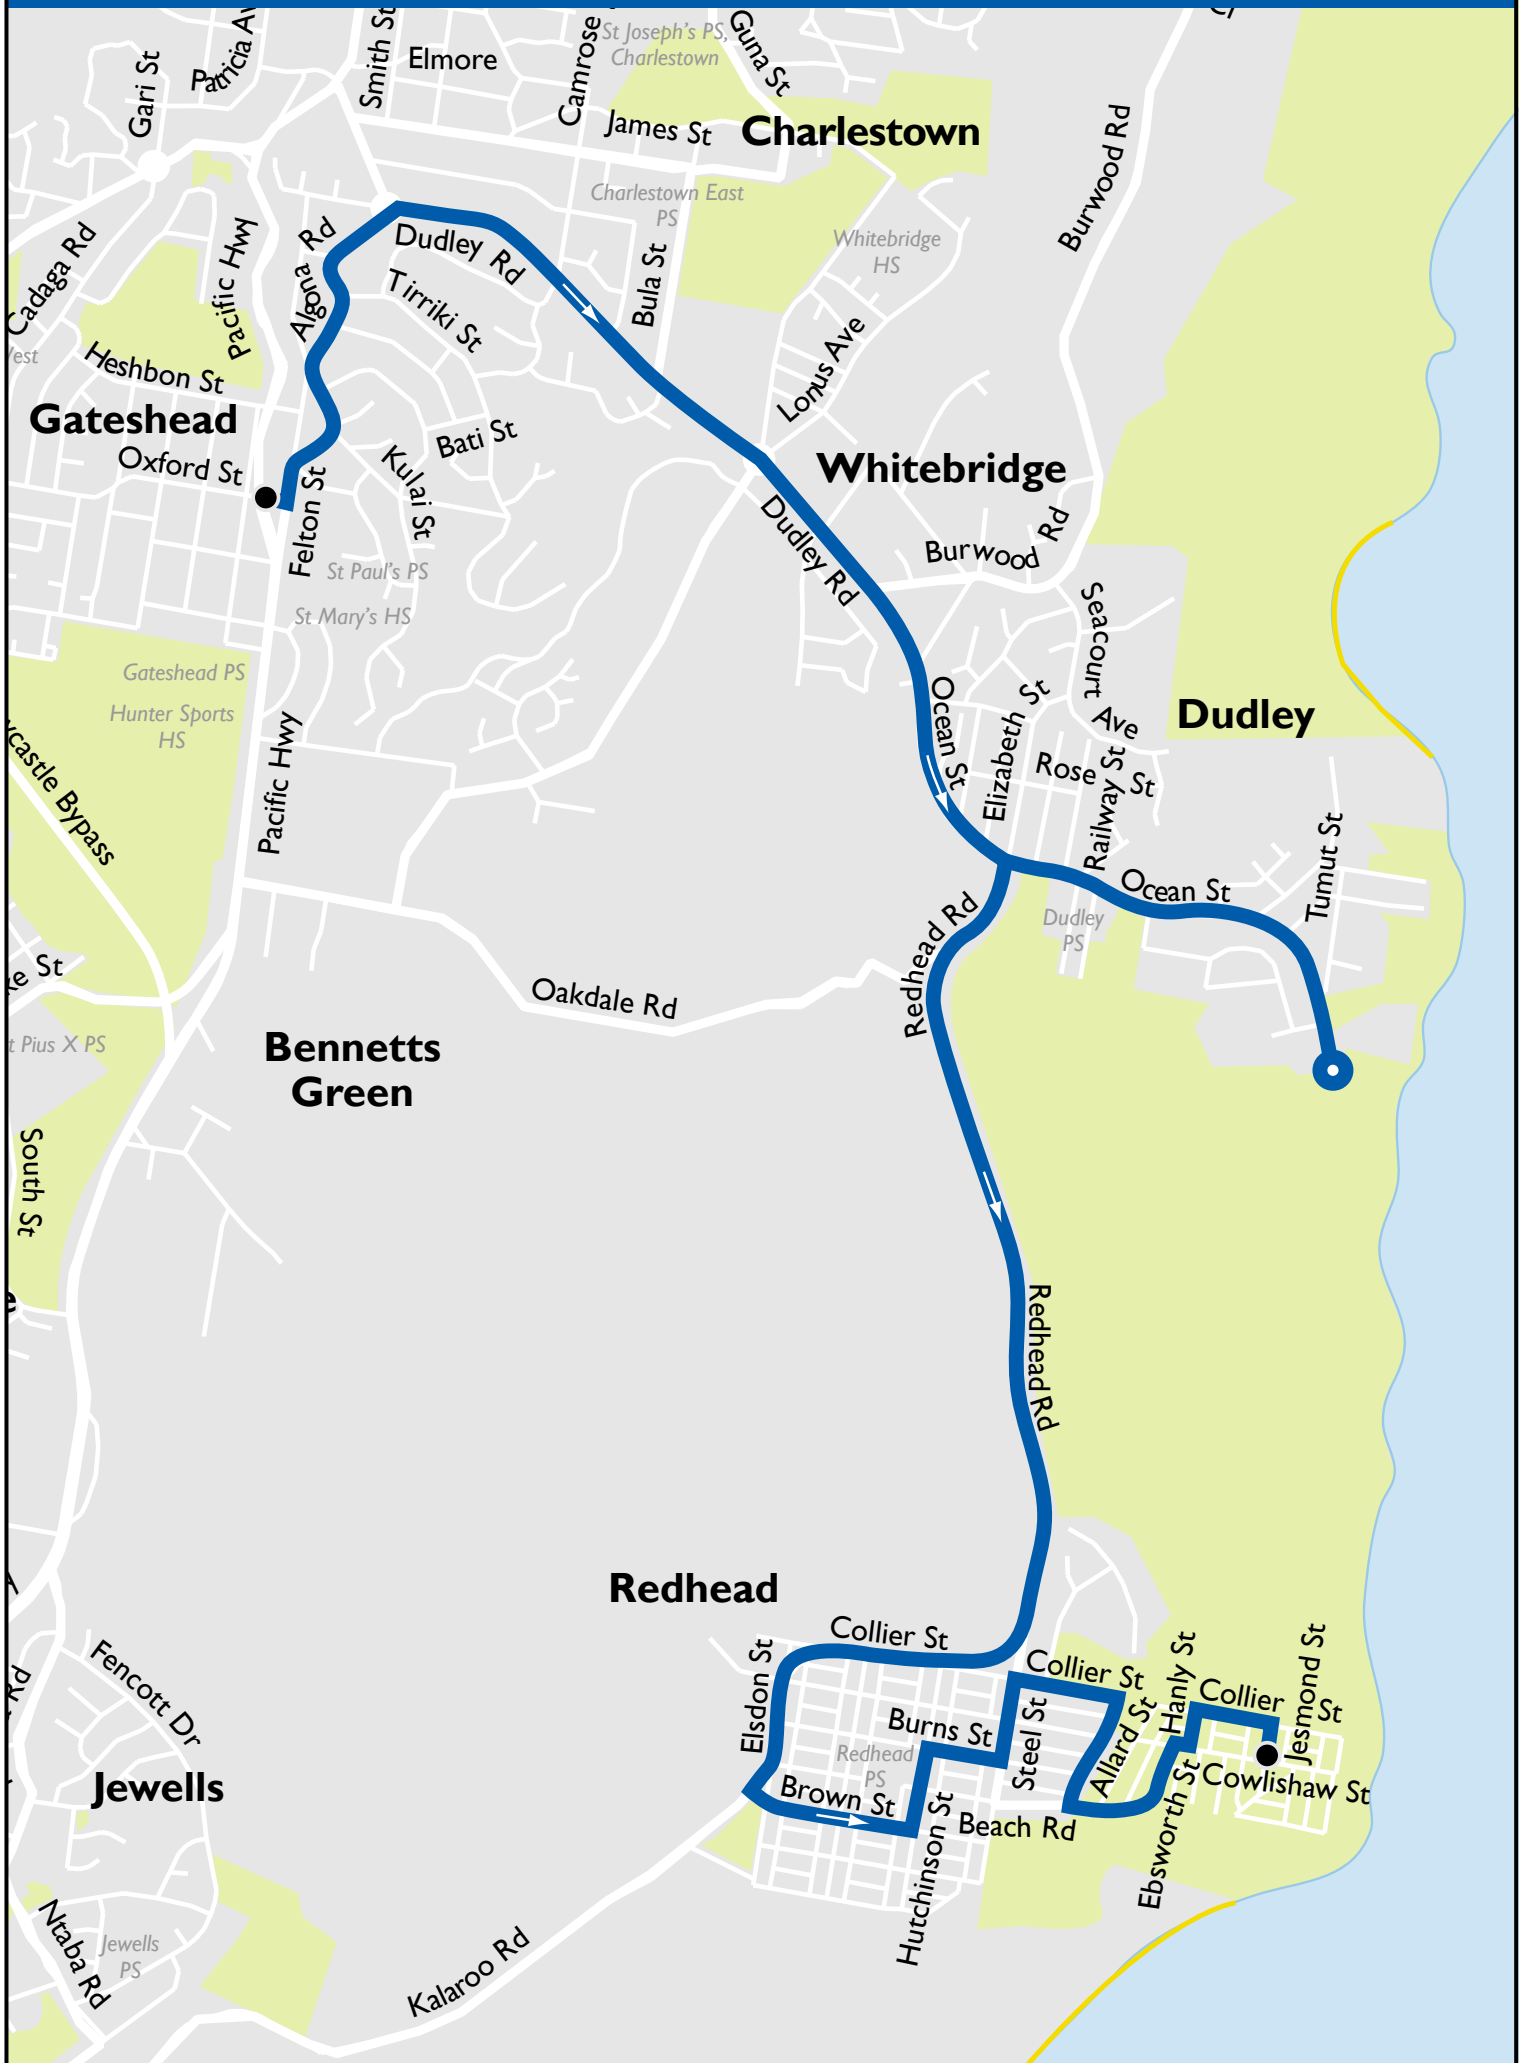 St Joseph's PS,
Charlestown
Guna St
Camrose
Smith St
Elmore
Patricia
Gari St
James St
Charlestown
Burwood Rd
Charlestown East
PS
Whitebridge
HS
Cadaga Rd
Pacific Hwy
Algona Rd
Dudley Rd
Tirriki St
Bula St
Lonus Ave
Heshbon St
Gateshead
Oxford St
Felton St
Kulai St
Bati St
Whitebridge
Dudley Rd
Burwood Rd
St Paul's PS
St Mary's HS
Seacourt Ave
Gateshead PS
Hunter Sports
HS
Pacific Hwy
Bypass
Ocean St
Elizabeth St
Rose St
Railway St
Dudley
Tumut St
Ocean St
Dudley
PS
Redhead Rd
Oakdale Rd
St
Pius X PS
Bennetts
Green
South St
Redhead Rd
Redhead
Collier St
Elsdon St
Collier St
Hanly St
Collier St
Jesmond St
Fencott Dr
Rd
Burns St
Steel St
Allard St
Redhead
PS
Brown St
Cowlishaw St
Jewells
Beach Rd
Ebsworth St
Hutchinson St
Ntaba Rd
Jewells
PS
Kalaroo Rd